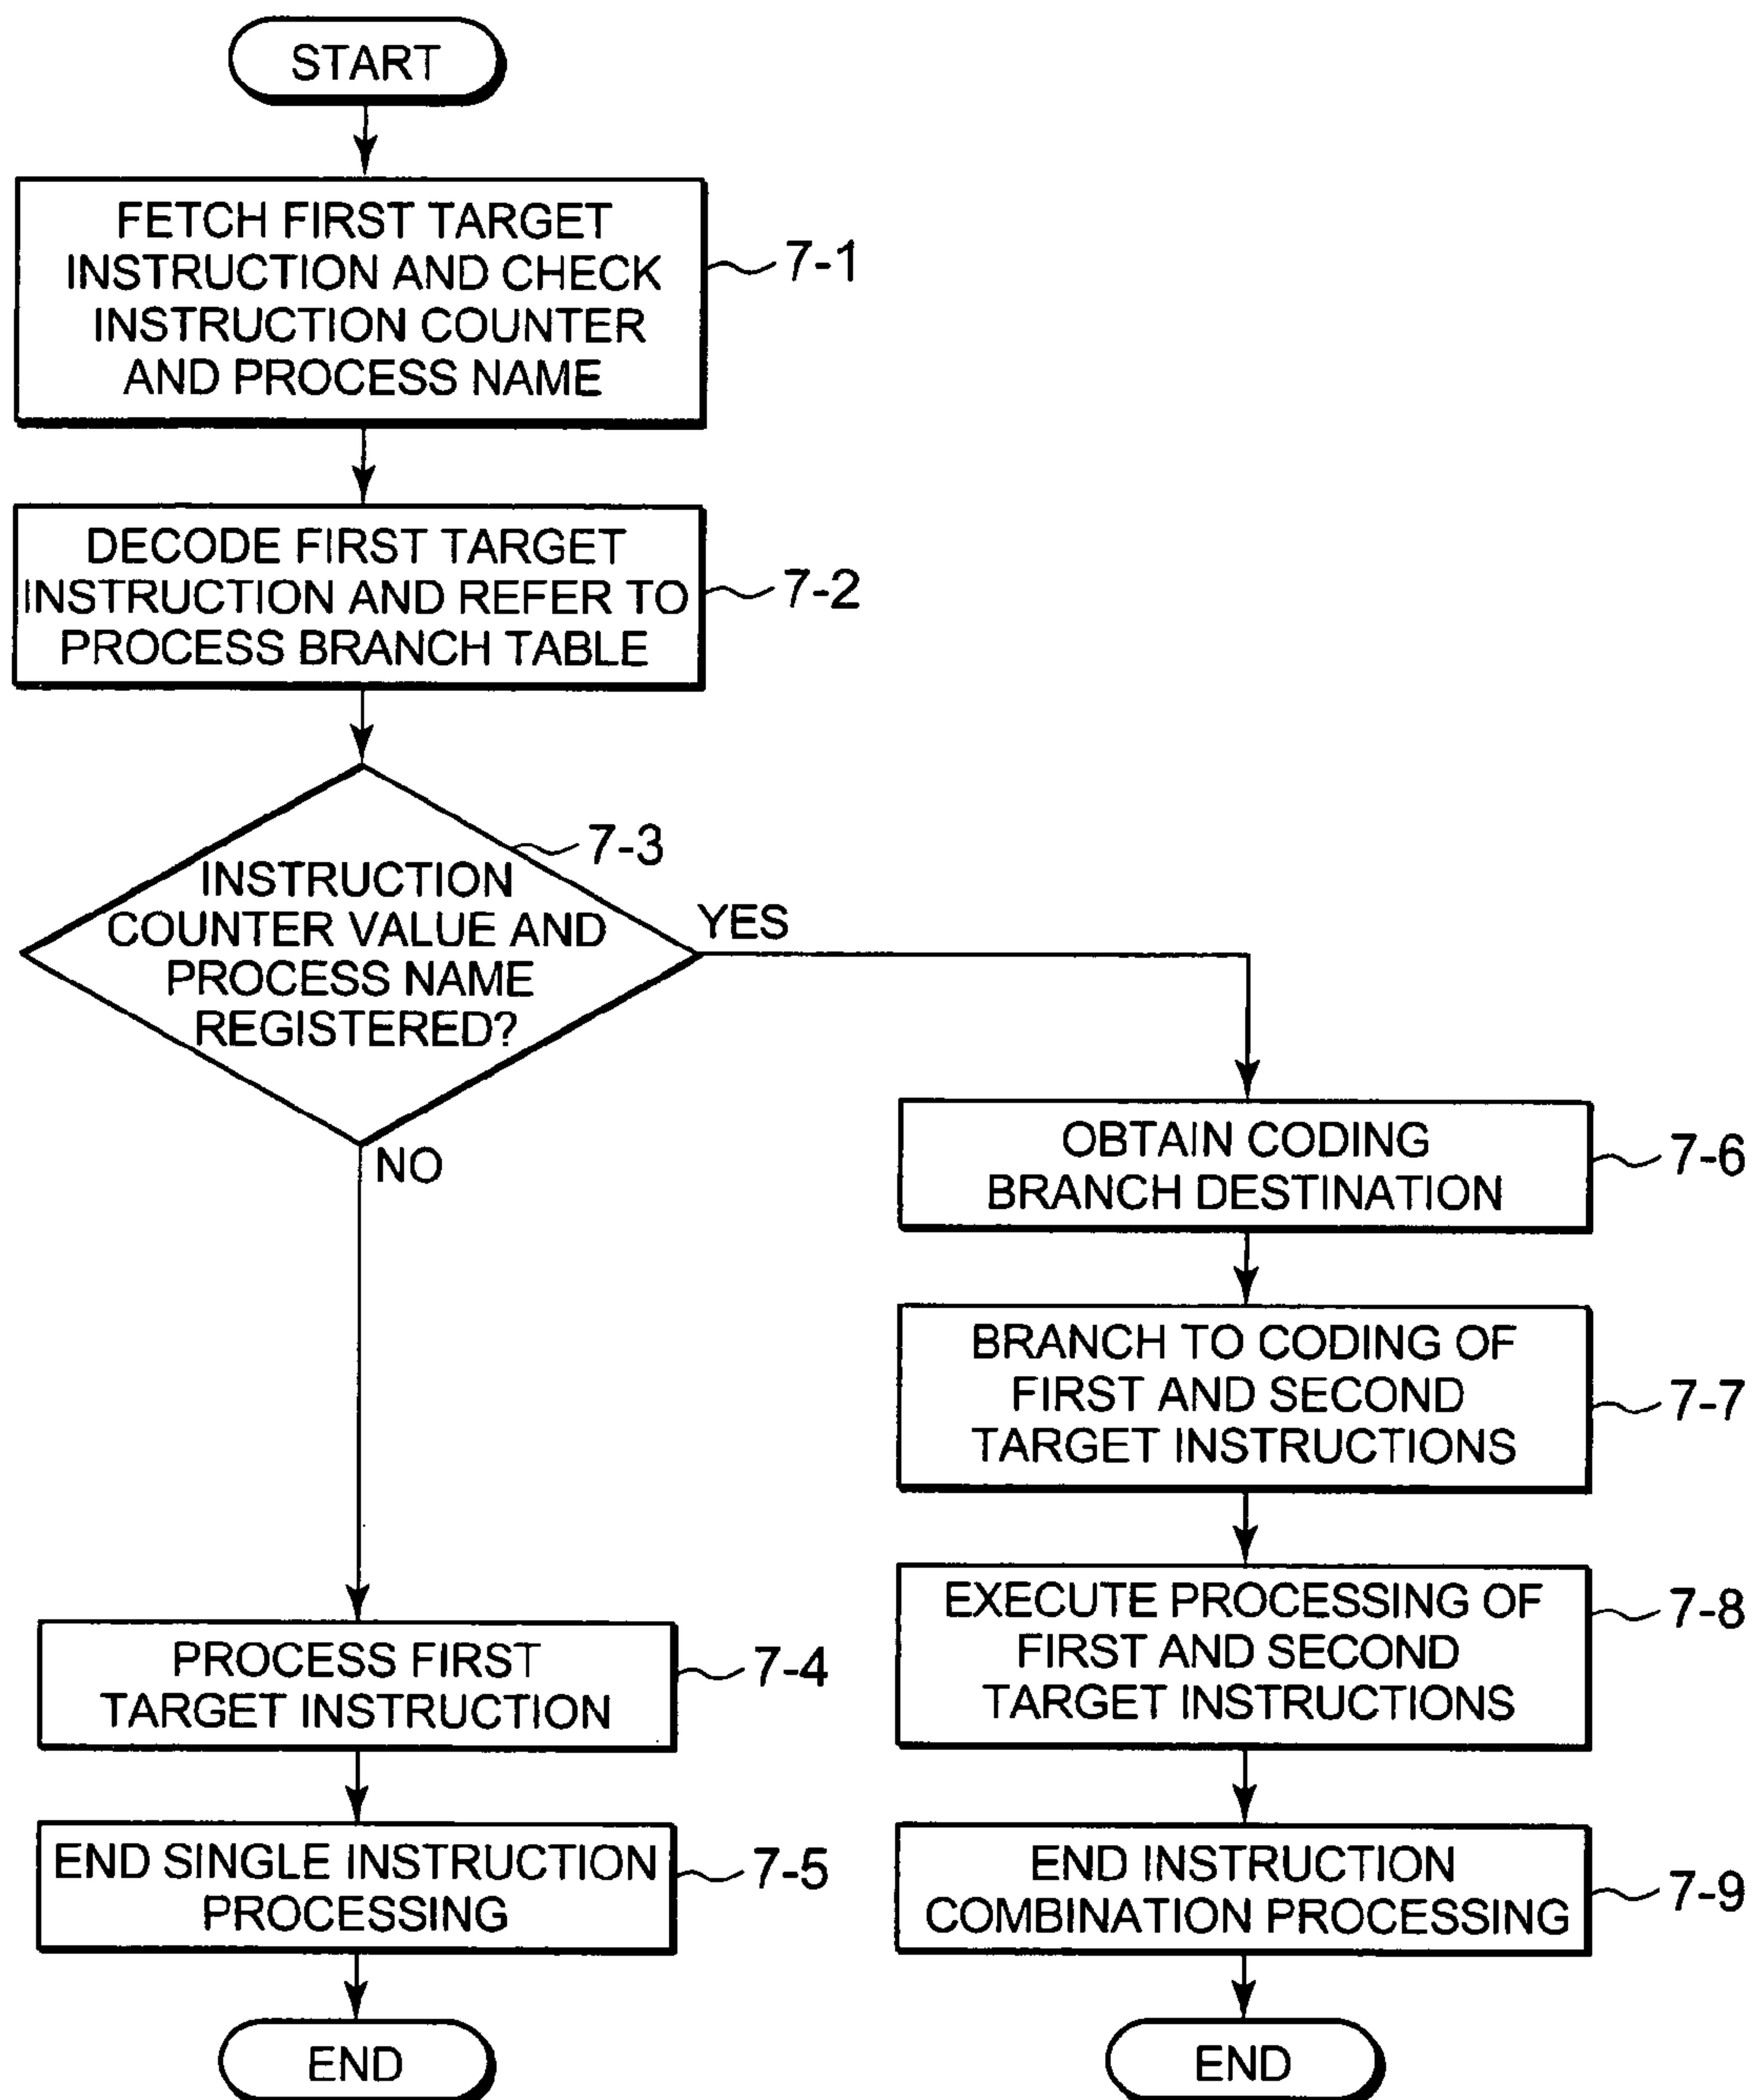 START
FETCH FIRST TARGET
INSTRUCTION AND CHECK
INSTRUCTION COUNTER
AND PROCESS NAME
7-1
DECODE FIRST TARGET
INSTRUCTION AND REFER TO
PROCESS BRANCH TABLE
7-2
7-3
INSTRUCTION
COUNTER VALUE AND
PROCESS NAME
REGISTERED?
YES
NO
PROCESS FIRST
TARGET INSTRUCTION
7-4
END SINGLE INSTRUCTION
PROCESSING
7-5
END
OBTAIN CODING
BRANCH DESTINATION
7-6
BRANCH TO CODING OF
FIRST AND SECOND
TARGET INSTRUCTIONS
7-7
EXECUTE PROCESSING OF
FIRST AND SECOND
TARGET INSTRUCTIONS
7-8
END INSTRUCTION
COMBINATION PROCESSING
7-9
END